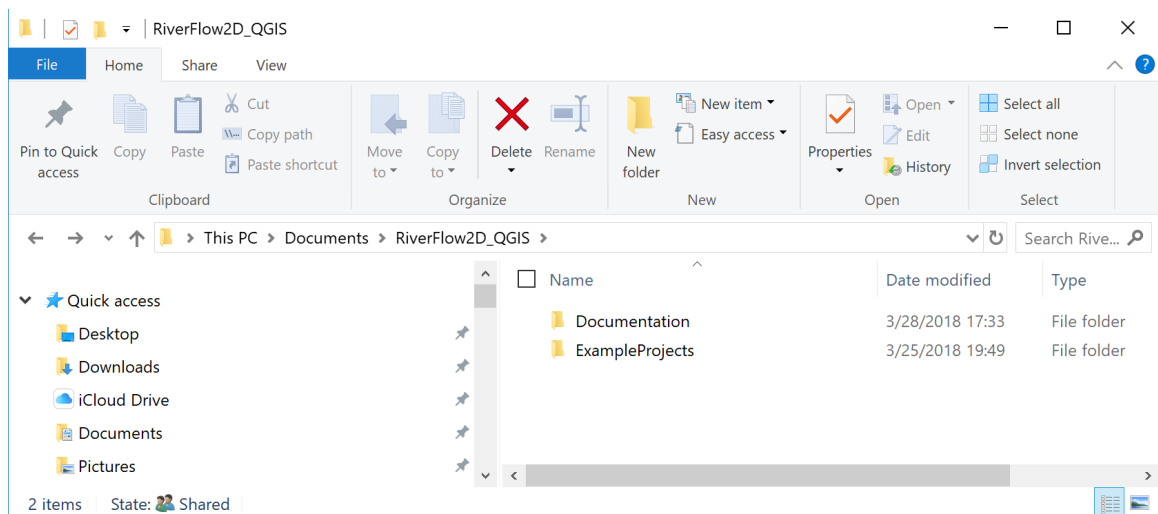 RiverFlow2D_QGIS
File Home Share View
Pin to Quick access
Copy
Paste
Cut
Copy path
Paste shortcut
Clipboard
Move to
Copy to
Delete
Rename
Organize
New folder
New item
Easy access
New
Properties
Open
Edit
History
Open
Select all
Select none
Invert selection
Select
This PC > Documents > RiverFlow2D_QGIS >
Search Rive...
Quick access
Desktop
Downloads
iCloud Drive
Documents
Pictures
Name Date modified Type
Documentation 3/28/2018 17:33 File folder
ExampleProjects 3/25/2018 19:49 File folder
2 items State: Shared